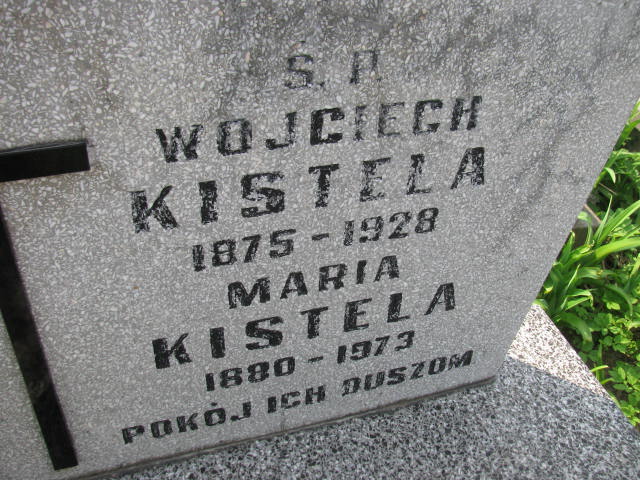 Ś. P.
WOJCIECH
KISTELA
1875 - 1928
MARIA
KISTELA
1880 - 1973
POKÓJ ICH DUSZOM